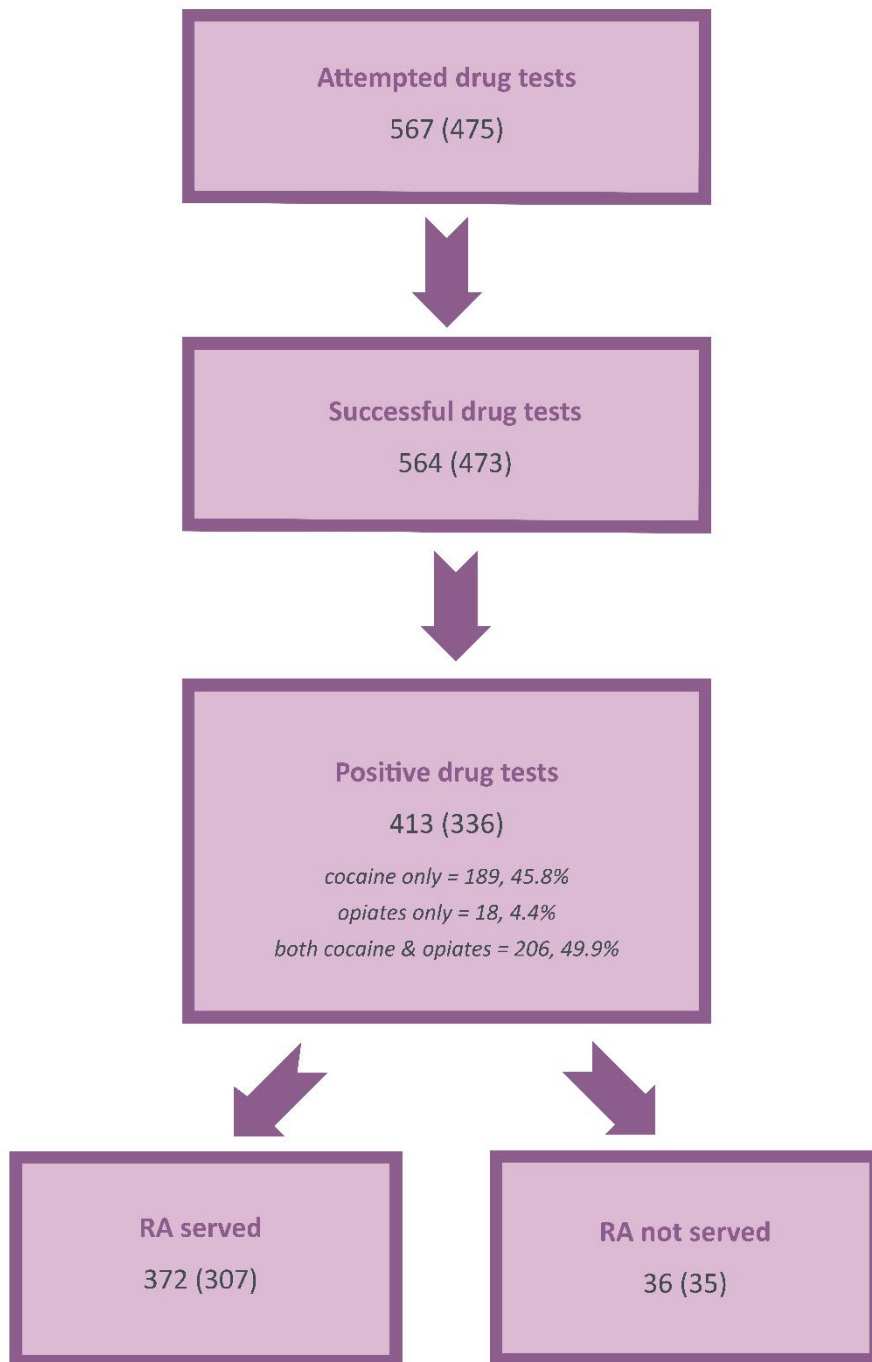 Attempted drug tests
567 (475)
Successful drug tests
564 (473)
Positive drug tests
413 (336)
cocaine only = 189, 45.8%
opiates only = 18, 4.4%
both cocaine & opiates = 206, 49.9%
RA served
372 (307)
RA not served
36 (35)